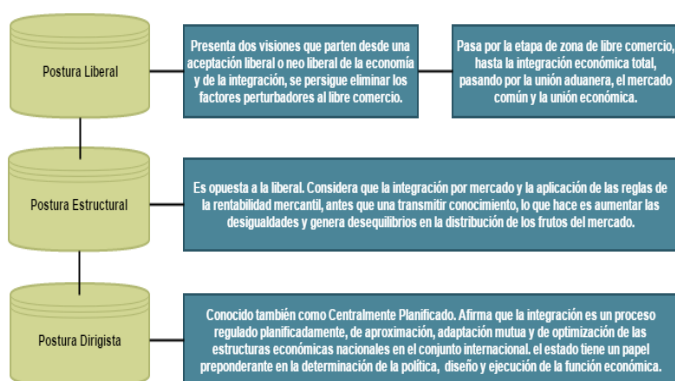 Postura Liberal
Presenta dos visiones que parten desde una
aceptación liberal o neo liberal de la economía
y de la integración, se persigue eliminar los
factores perturbadores al libre comercio.
Pasa por la etapa de zona de libre comercio,
hasta la integración económica total,
pasando por la unión aduanera, el mercado
común y la unión económica.
Postura Estructural
Es opuesta a la liberal. Considera que la integración por mercado y la aplicación de las reglas de
la rentabilidad mercantil, antes que una transmitir conocimiento, lo que hace es aumentar las
desigualdades y genera desequilibrios en la distribución de los frutos del mercado.
Postura Dirigista
Conocido también como Centralmente Planificado. Afirma que la integración es un proceso
regulado planificadamente, de aproximación, adaptación mutua y de optimización de las
estructuras económicas nacionales en el conjunto internacional. el estado tiene un papel
preponderante en la determinación de la política, diseño y ejecución de la función económica.